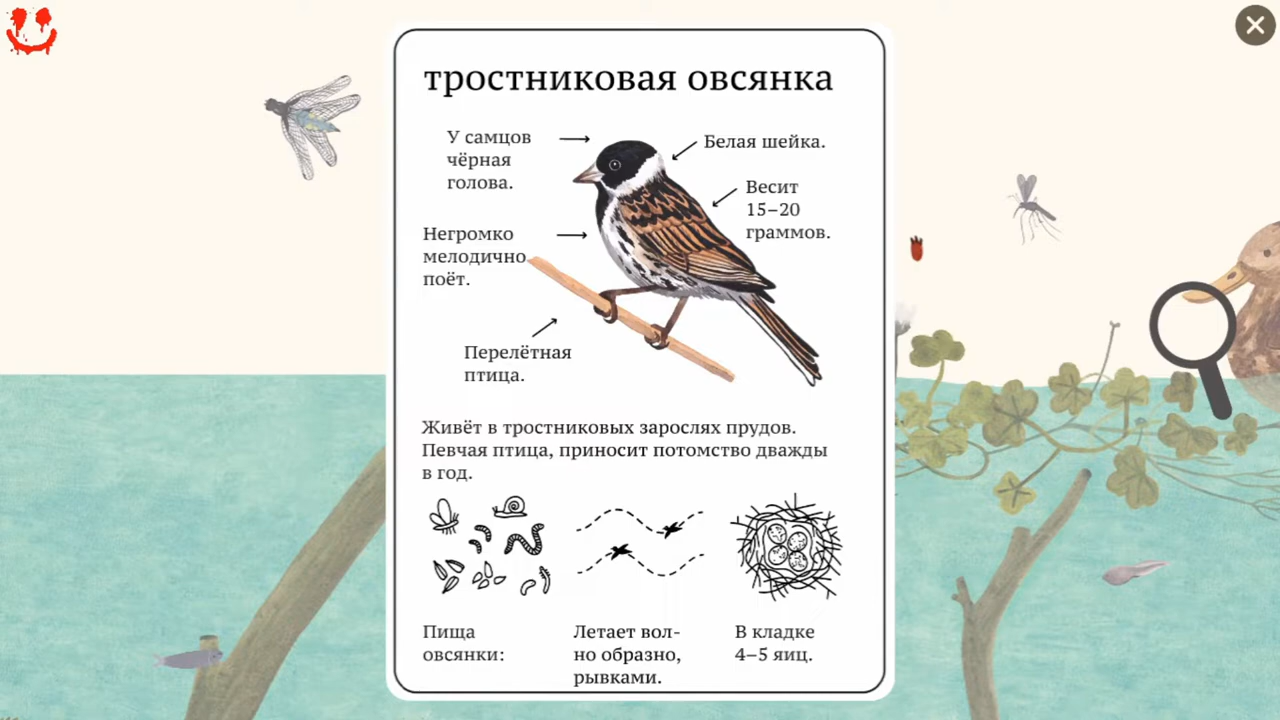 тростниковая овсянка
У самцов
чёрная
голова.
Белая шейка.
Весит
15–20
граммов.
Негромко
мелодично
поёт.
Перелётная
птица.
Живёт в тростниковых зарослях прудов.
Певчая птица, приносит потомство дважды
в год.
Пища
овсянки:
Летает вол-
но образно,
рывками.
В кладке
4–5 яиц.